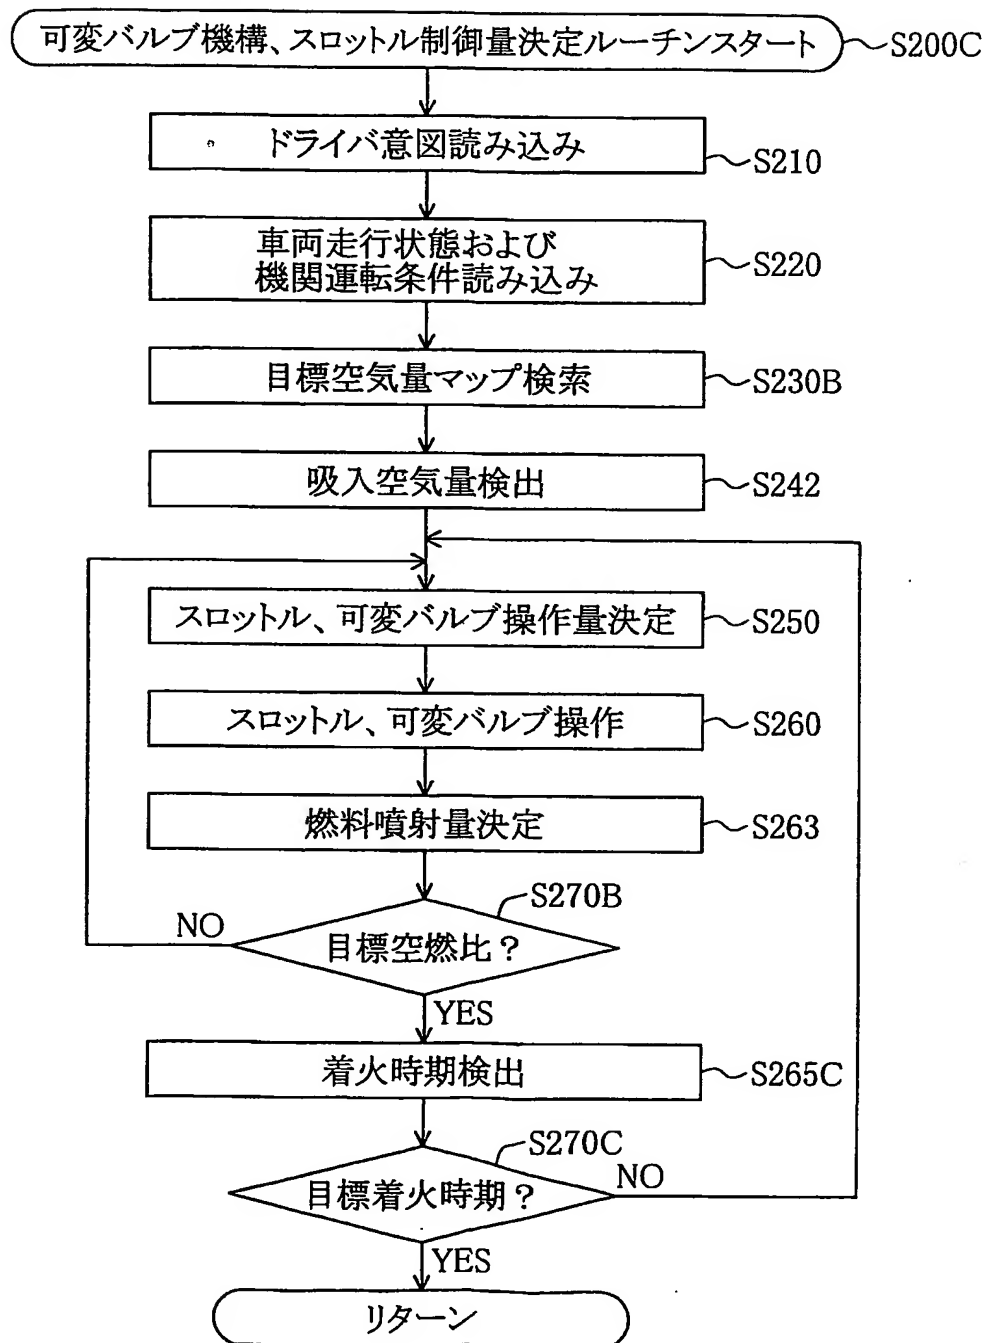 可変バルブ機構、スロットル制御量決定ルーチンスタート
S200C
ドライバ意図読み込み
S210
車両走行状態および
機関運転条件読み込み
S220
目標空気量マップ検索
S230B
吸入空気量検出
S242
スロットル、可変バルブ操作量決定
S250
スロットル、可変バルブ操作
S260
燃料噴射量決定
S263
S270B
NO
目標空燃比?
YES
着火時期検出
S265C
S270C
目標着火時期?
NO
YES
リターン